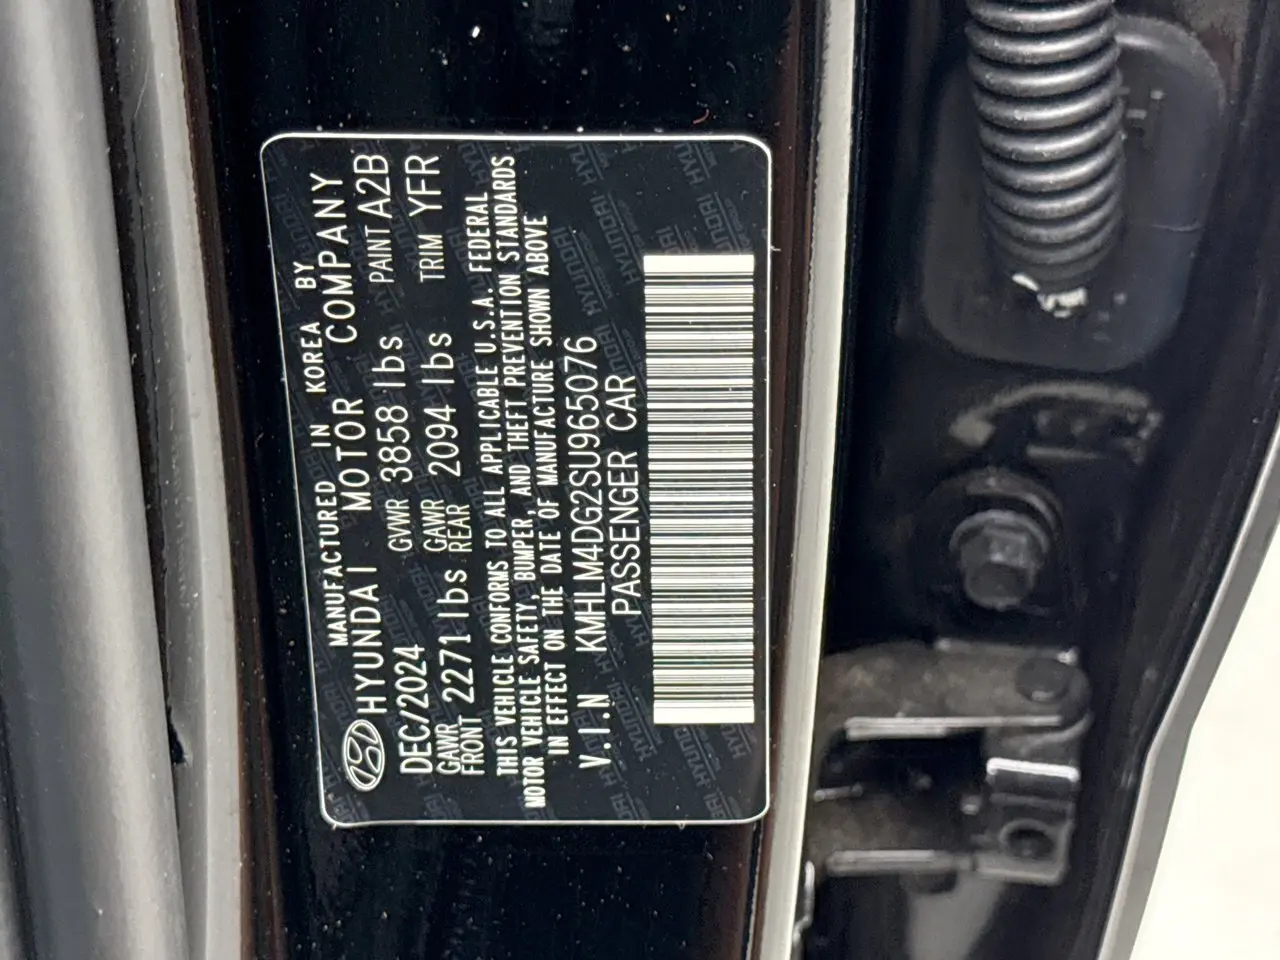 MANUFACTURED IN KOREA BY
HYUNDAI MOTOR COMPANY
DEC/2024 GVWR 3858 lbs PAINT A2B
GAWR FRONT 2271 lbs GAWR REAR 2094 lbs TRIM YFR
THIS VEHICLE CONFORMS TO ALL APPLICABLE U.S.A. FEDERAL
MOTOR VEHICLE SAFETY, BUMPER, AND THEFT PREVENTION STANDARDS
IN EFFECT ON THE DATE OF MANUFACTURE SHOWN ABOVE
V.I.N KMHLM4DG2SU965076
PASSENGER CAR